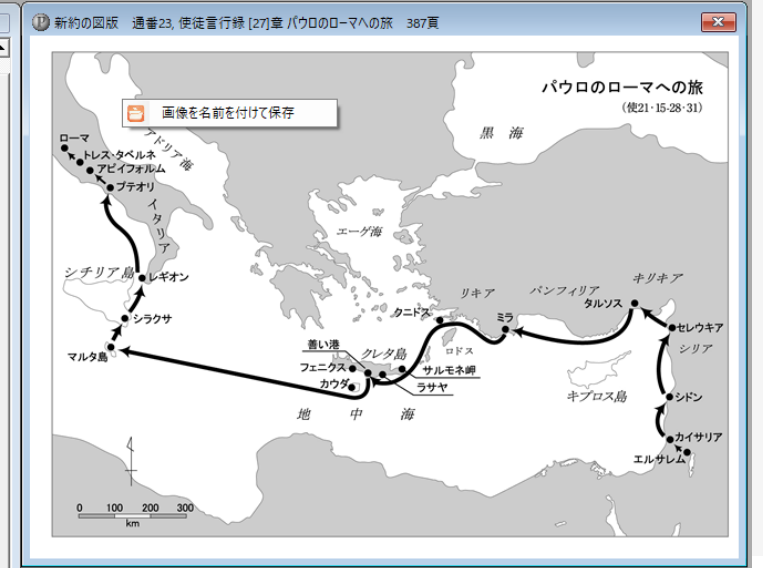 新約の図版　通番23, 使徒言行録 [27]章 パウロのローマへの旅　387頁
画像を名前を付けて保存
パウロのローマへの旅
(使21・15-28・31)
黒 海
アドリア海
ローマ
トレス・タベルネ
アピイフォルム
プテオリ
イタリア
エーゲ海
シチリア島
レギオン
シラクサ
マルタ島
リキア
パンフィリア
キリキア
タルソス
クニドス
ミラ
セレウキア
シリア
善い港
クレタ島
ロドス
フェニクス
サルモネ岬
カウダ
ラサヤ
キプロス島
シドン
地 中 海
カイサリア
エルサレム
0 100 200 300
km